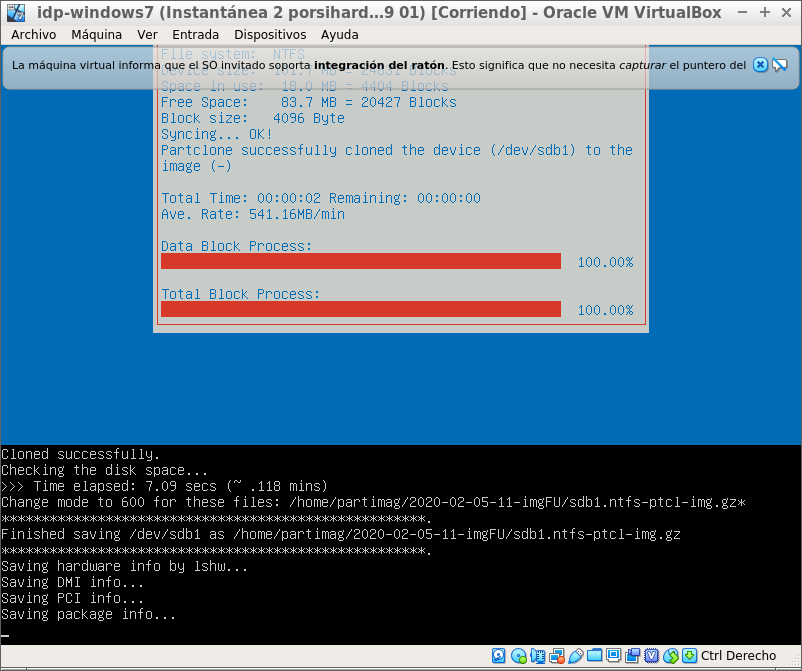 idp-windows7 (Instantánea 2 porsihard...9 01) [Corriendo] - Oracle VM VirtualBox
Archivo Máquina Ver Entrada Dispositivos Ayuda
File system: NTFS
La máquina virtual informa que el SO invitado soporta integración del ratón. Esto significa que no necesita capturar el puntero del
Device size: MB = Blocks
Space in use: 18.0 MB = 4404 Blocks
Free Space: 83.7 MB = 20427 Blocks
Block size: 4096 Byte
Syncing... OK!
Partclone successfully cloned the device (/dev/sdb1) to the
image (-)
Total Time: 00:00:02 Remaining: 00:00:00
Ave. Rate: 541.16MB/min
Data Block Process:
100.00%
Total Block Process:
100.00%
Cloned successfully.
Checking the disk space...
>>> Time elapsed: 7.09 secs (~ .118 mins)
Change mode to 600 for these files: /home/partimag/2020-02-05-11-imgFU/sdb1.ntfs-ptcl-img.gz*
*****************************************************.
Finished saving /dev/sdb1 as /home/partimag/2020-02-05-11-imgFU/sdb1.ntfs-ptcl-img.gz
*****************************************************.
Saving hardware info by lshw...
Saving DMI info...
Saving PCI info...
Saving package info...
Ctrl Derecho